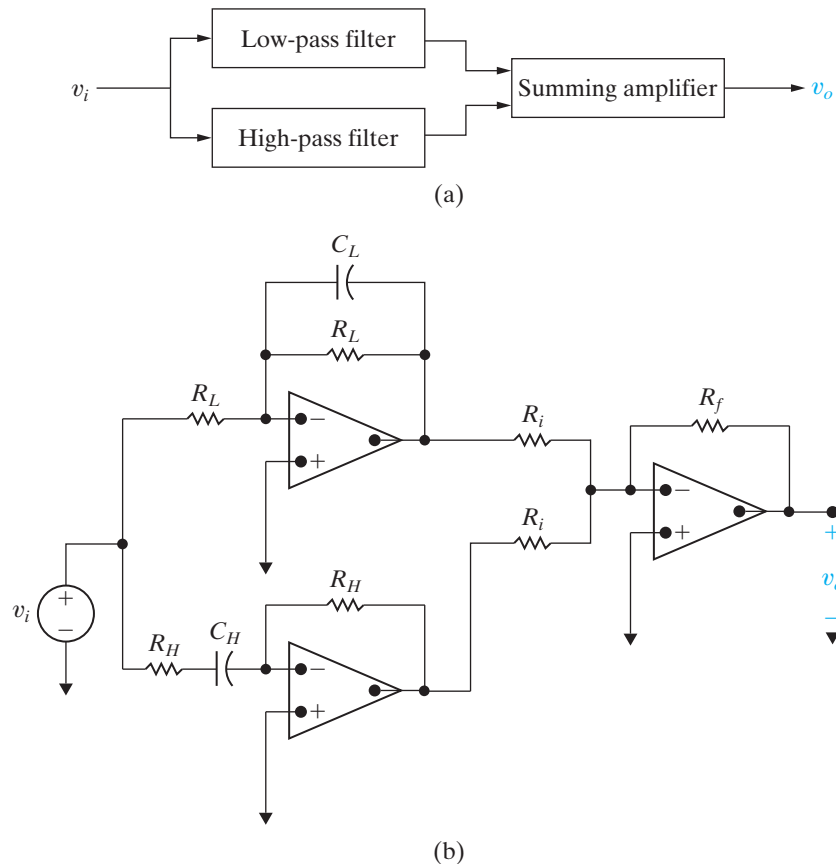 Low-pass filter
v_i
Summing amplifier
v_o
High-pass filter
(a)
C_L
R_L
R_L
−
+
R_i
R_f
−
+
R_i
+
v_i
+
−
R_H
−
R_H
C_H
−
+
(b)